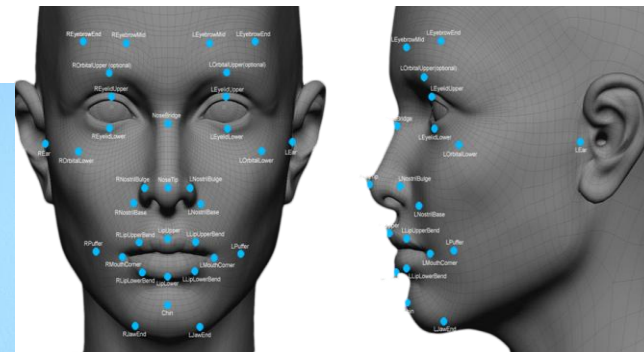 REyebrowEnd
REyebrowMid
LEyebrowMid
LEyebrowEnd
ROrbitalUpper (optional)
LOrbitalUpper(optional)
REyelidUpper
LEyelidUpper
NoseBridge
REyelidLower
LEyelidLower
REar
ROrbitalLower
LOrbitalLower
LEar
RNostrilBulge
NoseTip
LNostrilBulge
RNostrilBase
LNostrilBase
LipUpper
RLipUpperBend
LLipUpperBend
RPuffer
LPuffer
RMouthCorner
LMouthCorner
RLipLowerBend
LipLower
LLipLowerBend
Chin
RJawEnd
LJawEnd
LEyebrowEnd
LEyebrowMid
LOrbitalUpper(optional)
LEyelidUpper
Bridge
LEyelidLower
LOrbitalLower
LEar
Tip
LNostrilBulge
LNostrilBase
LLipUpperBend
LPuffer
LMouthCorner
LLipLowerBend
LJawEnd